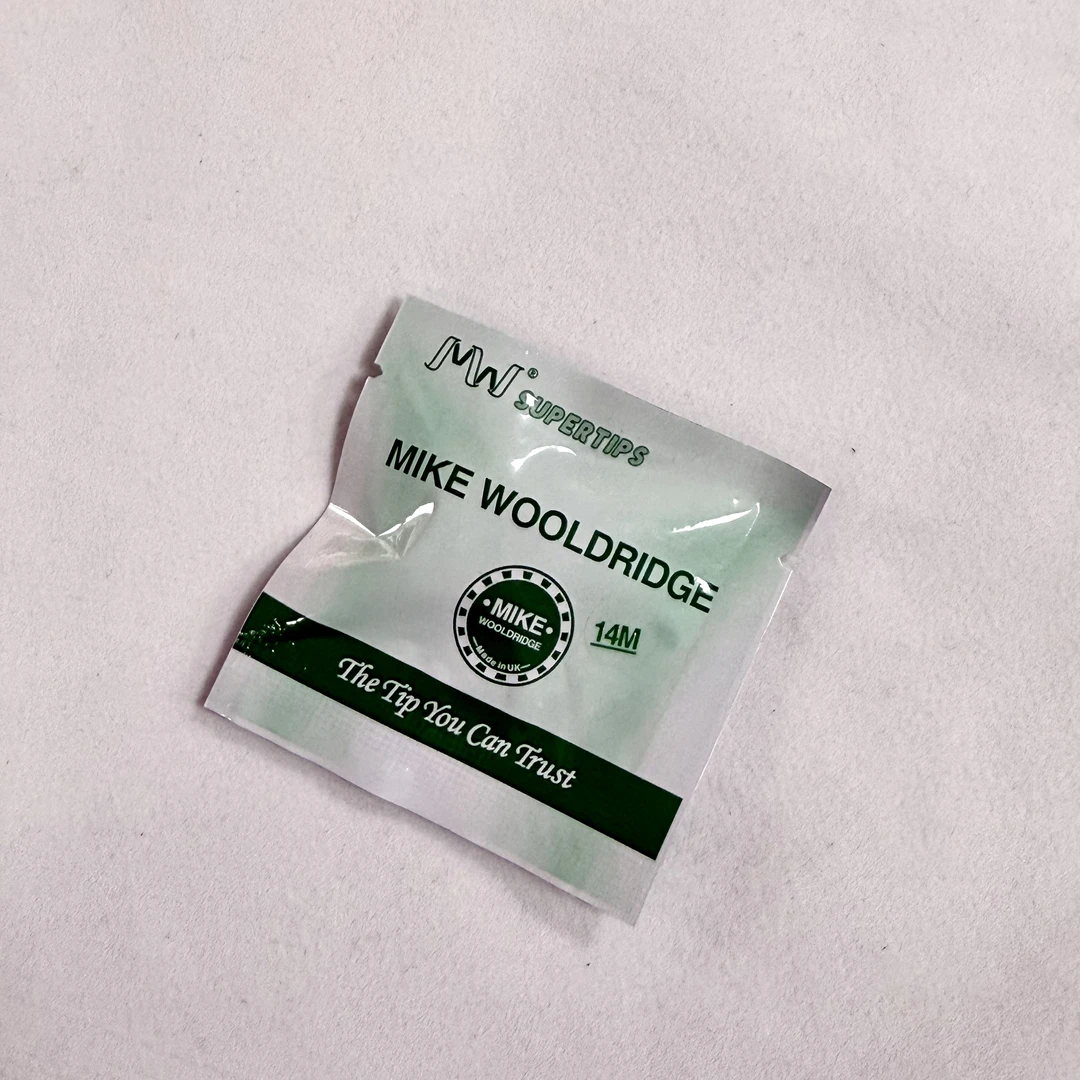 MW®
SUPERTIPS
MIKE WOOLDRIDGE
•MIKE•
WOOLDRIDGE
—Made in UK—
14M
The Tip You Can Trust